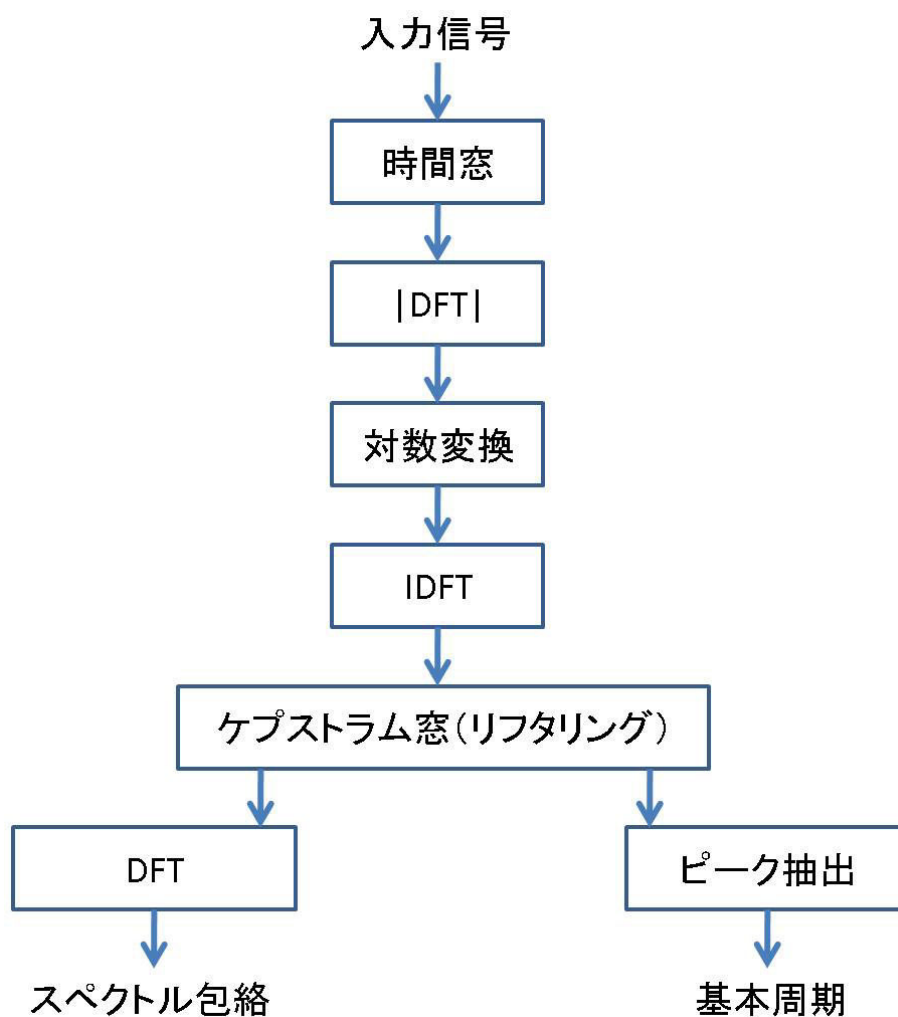 入力信号
時間窓
|DFT|
対数変換
IDFT
ケプストラム窓(リフタリング)
DFT
ピーク抽出
スペクトル包絡
基本周期